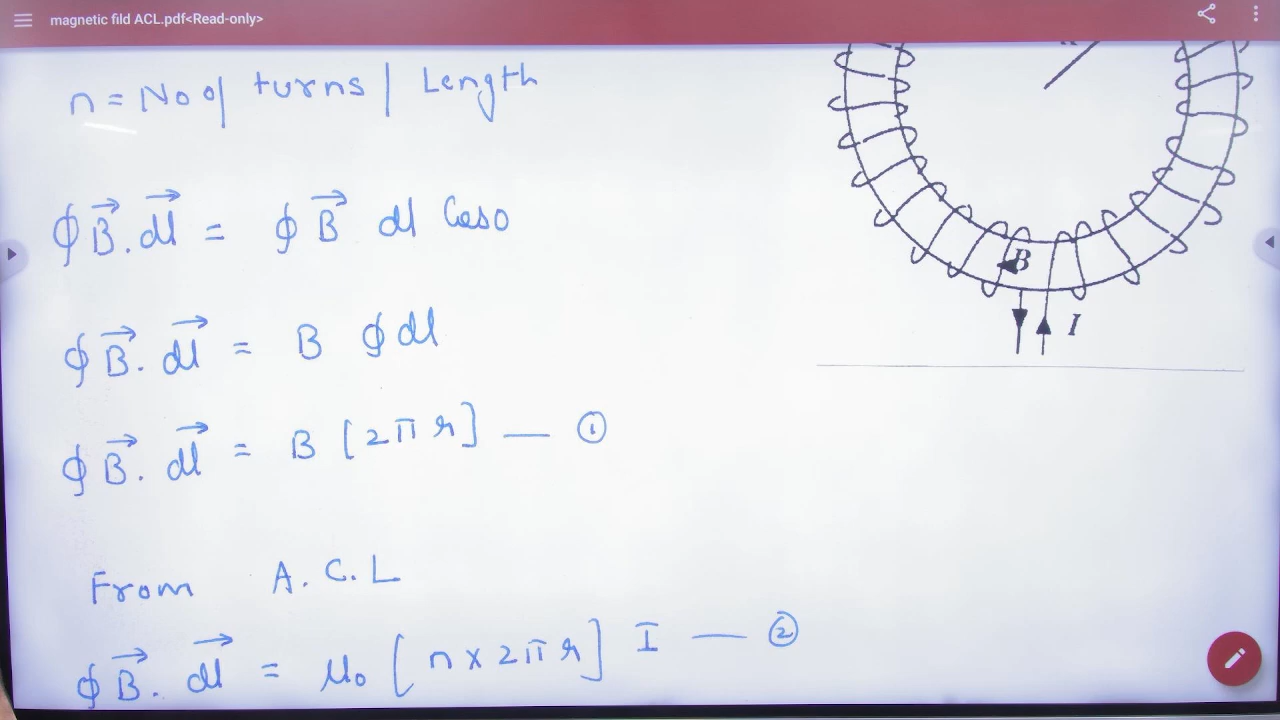 magnetic fild ACL.pdf<Read-only>
n = No of turns | Length
∮ B⃗ . dl⃗ = ∮ B⃗ dl Coso
∮ B⃗ . dl⃗ = B ∮ dl
∮ B⃗ . dl⃗ = B [2π r] — ①
From A.C.L
∮ B⃗ . dl⃗ = μ₀ [n x 2π r] I — ②
B
I